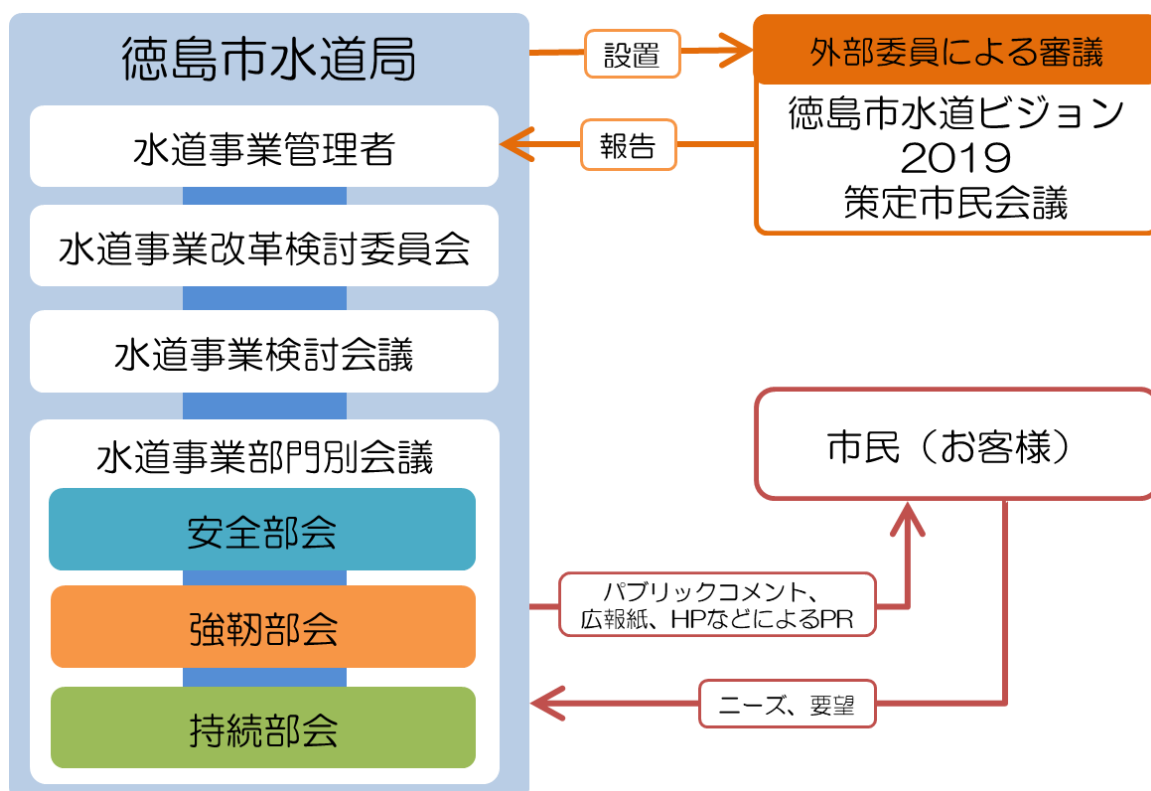 徳島市水道局
水道事業管理者
水道事業改革検討委員会
水道事業検討会議
水道事業部門別会議
安全部会
強靭部会
持続部会
設置
報告
外部委員による審議
徳島市水道ビジョン
2019
策定市民会議
市民（お客様）
パブリックコメント、
広報紙、HPなどによるPR
ニーズ、要望